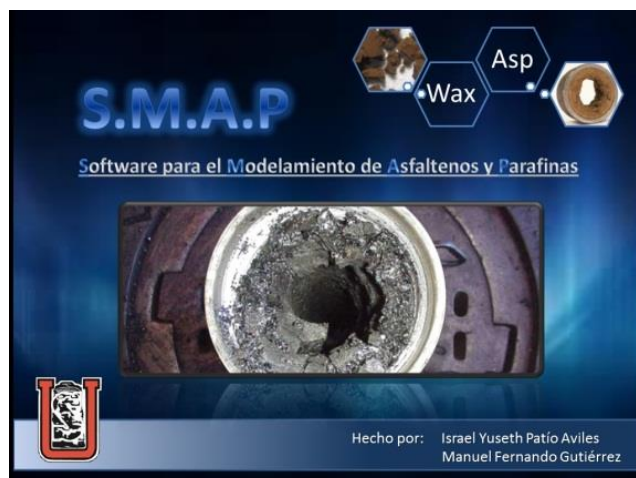 Asp
Wax
S.M.A.P
Software para el Modelamiento de Asfaltenos y Parafinas
Hecho por: Israel Yuseth Patío Aviles
Manuel Fernando Gutiérrez